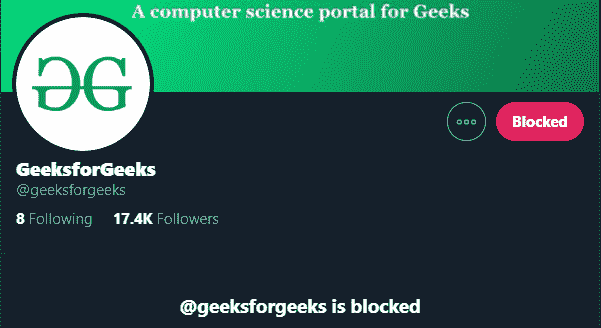 A computer science portal for Geeks
Blocked
GeeksforGeeks
@geeksforgeeks
8 Following 17.4K Followers
@geeksforgeeks is blocked